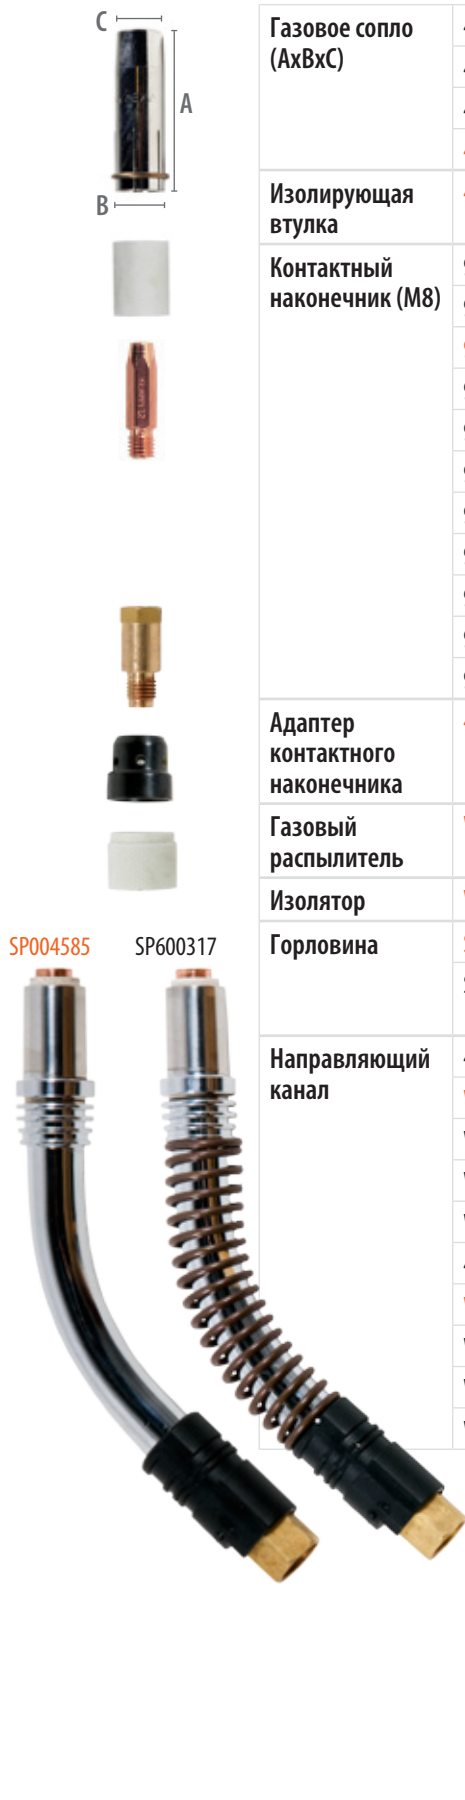 C
A
B
Газовое сопло
(AxBxC)
Изолирующая
втулка
Контактный
наконечник (M8)
Адаптер
контактного
наконечника
Газовый
распылитель
Изолятор
Горловина
Направляющий
канал
SP004585 SP600317